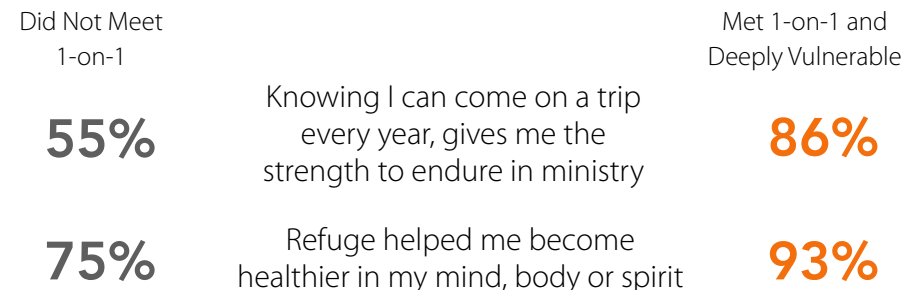 Did Not Meet
1-on-1
Met 1-on-1 and
Deeply Vulnerable
55%
Knowing I can come on a trip
every year, gives me the
strength to endure in ministry
86%
75%
Refuge helped me become
healthier in my mind, body or spirit
93%